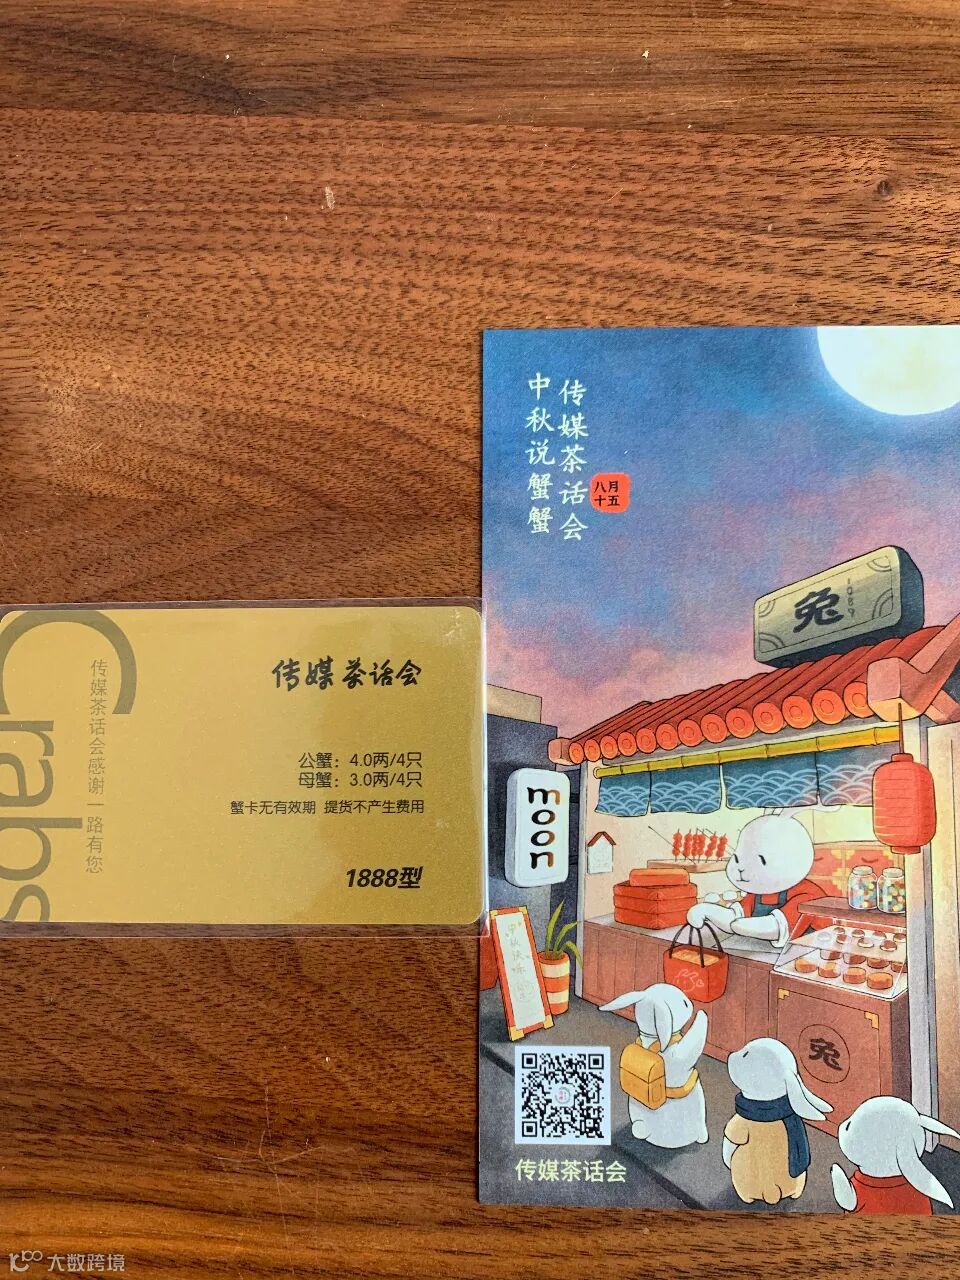 Crabs
传媒茶话会感谢一路有您
传媒茶话会
公蟹：4.0两/4只
母蟹：3.0两/4只
蟹卡无有效期 提货不产生费用
1888型
传媒茶话会
中秋说蟹蟹
八月
十五
兔
1089
moon
兔
传媒茶话会
大数跨境